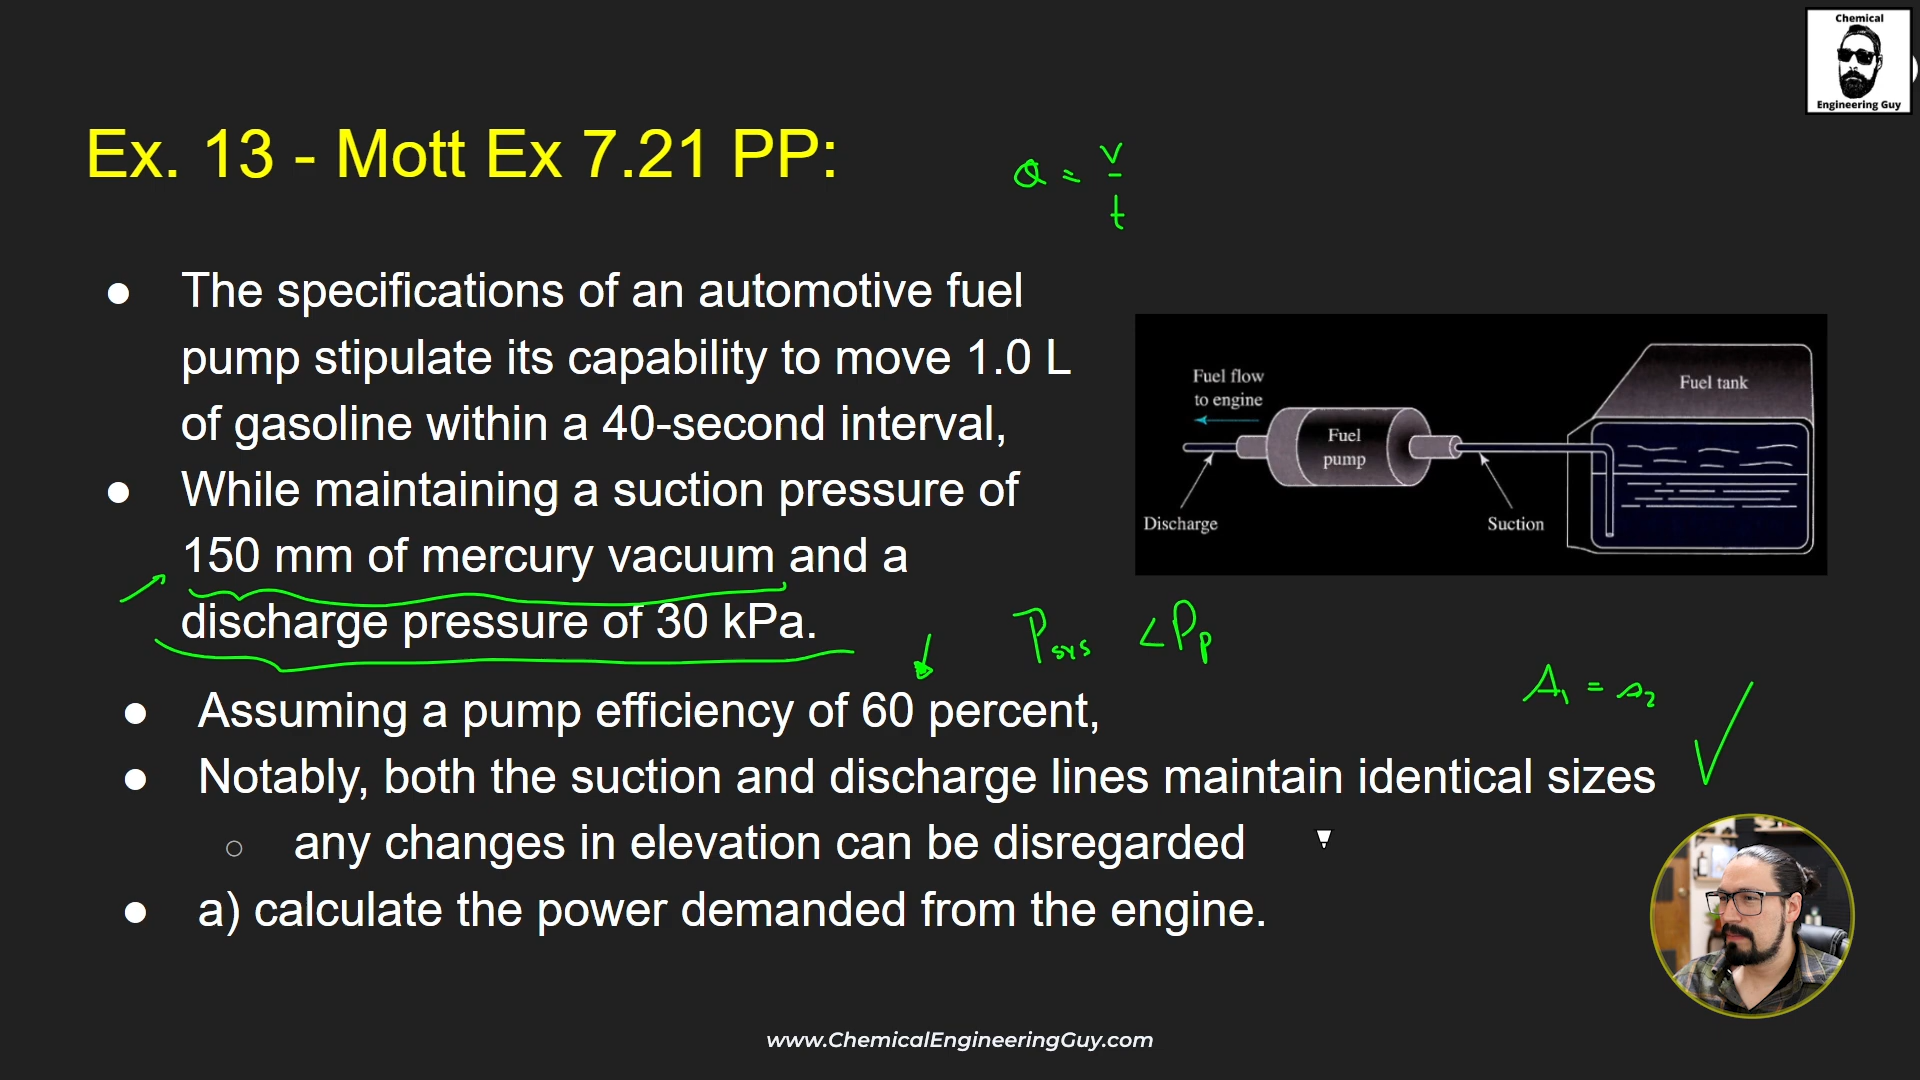 Chemical
Engineering Guy
Ex. 13 - Mott Ex 7.21 PP:
Q = V
t
● The specifications of an automotive fuel
pump stipulate its capability to move 1.0 L
of gasoline within a 40-second interval,
● While maintaining a suction pressure of
150 mm of mercury vacuum and a
discharge pressure of 30 kPa.
Fuel flow
to engine
Fuel
pump
Fuel tank
Discharge
Suction
Psys < Pp
A1 = A2
● Assuming a pump efficiency of 60 percent,
● Notably, both the suction and discharge lines maintain identical sizes
○ any changes in elevation can be disregarded
● a) calculate the power demanded from the engine.
www.ChemicalEngineeringGuy.com